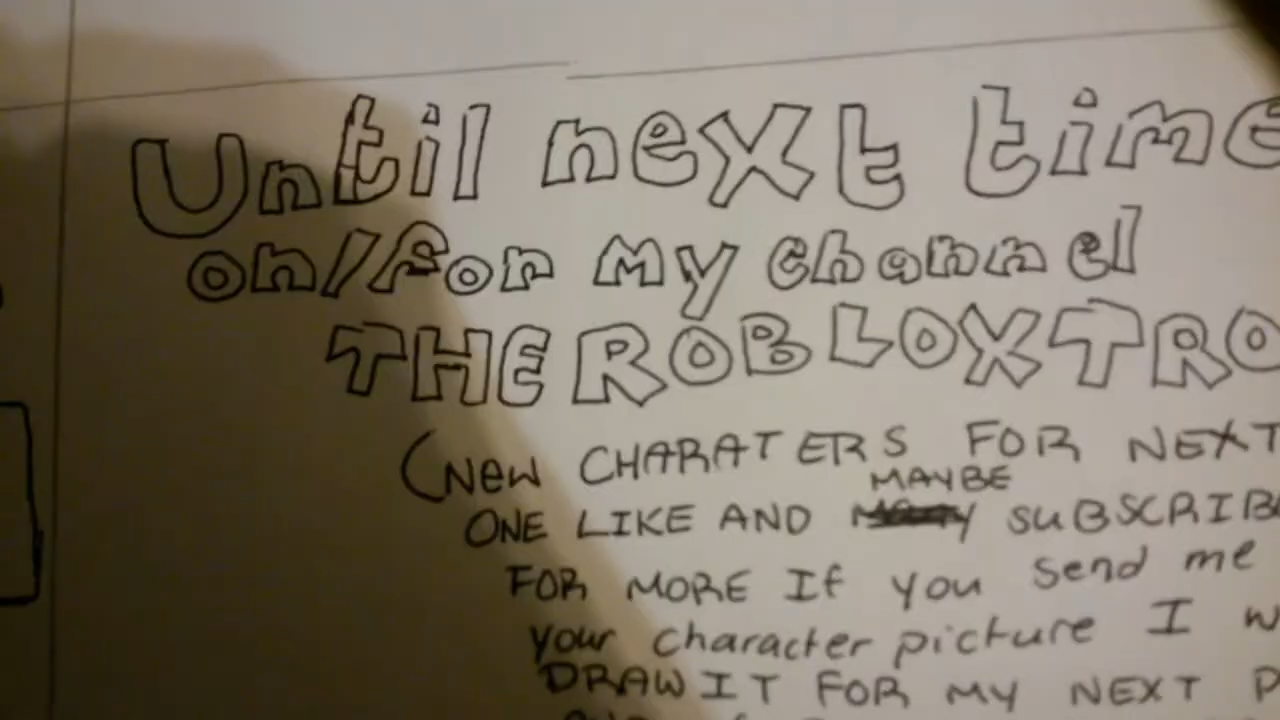 Until next time
on/for my channel
THE ROBLOXTRO
(New CHARATERS FOR NEXT
MAYBE
ONE LIKE AND SUBSCRIBE
FOR MORE If you send me
your character picture I w
DRAW IT FOR MY NEXT P